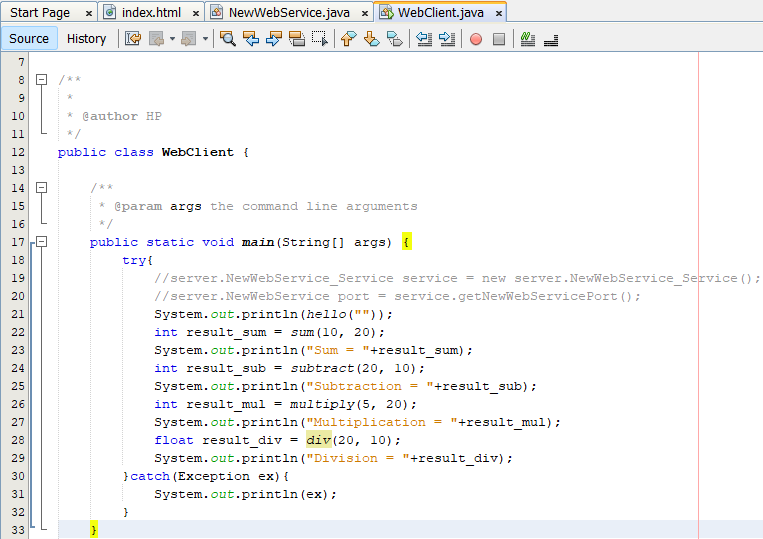 Start Page index.html NewWebService.java WebClient.java
Source History
7
8 /**
9 *
10 * @author HP
11 */
12 public class WebClient {
13
14 /**
15 * @param args the command line arguments
16 */
17 public static void main(String[] args) {
18 try{
19 //server.NewWebService_Service service = new server.NewWebService_Service();
20 //server.NewWebService port = service.getNewWebServicePort();
21 System.out.println(hello(""));
22 int result_sum = sum(10, 20);
23 System.out.println("Sum = "+result_sum);
24 int result_sub = subtract(20, 10);
25 System.out.println("Subtraction = "+result_sub);
26 int result_mul = multiply(5, 20);
27 System.out.println("Multiplication = "+result_mul);
28 float result_div = div(20, 10);
29 System.out.println("Division = "+result_div);
30 }catch(Exception ex){
31 System.out.println(ex);
32 }
33 }